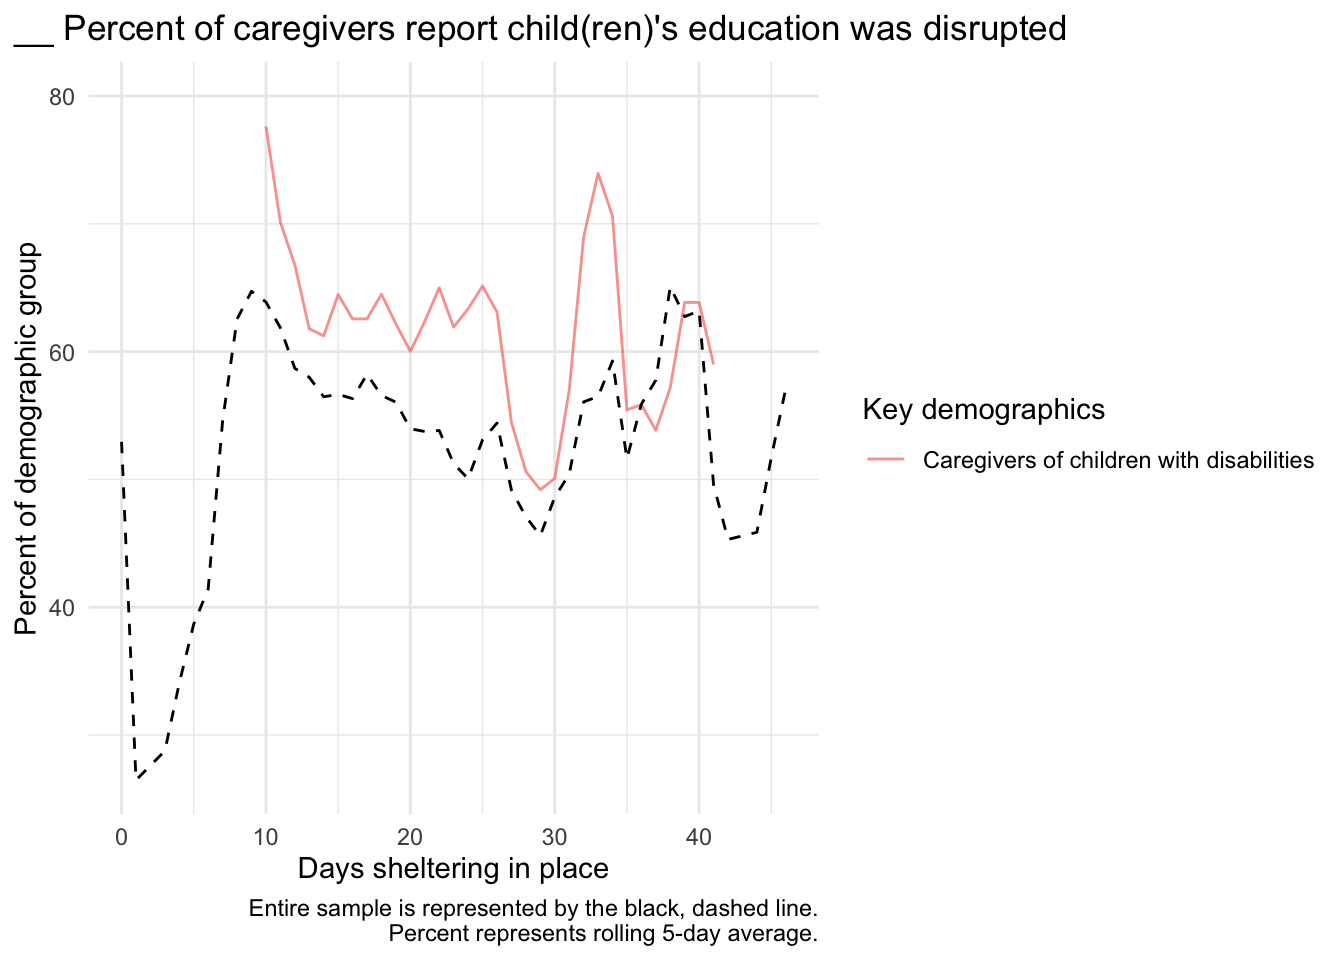 __ Percent of caregivers report child(ren)'s education was disrupted
Percent of demographic group
80
60
40
0 10 20 30 40
Days sheltering in place
Key demographics
Caregivers of children with disabilities
Entire sample is represented by the black, dashed line.
Percent represents rolling 5-day average.